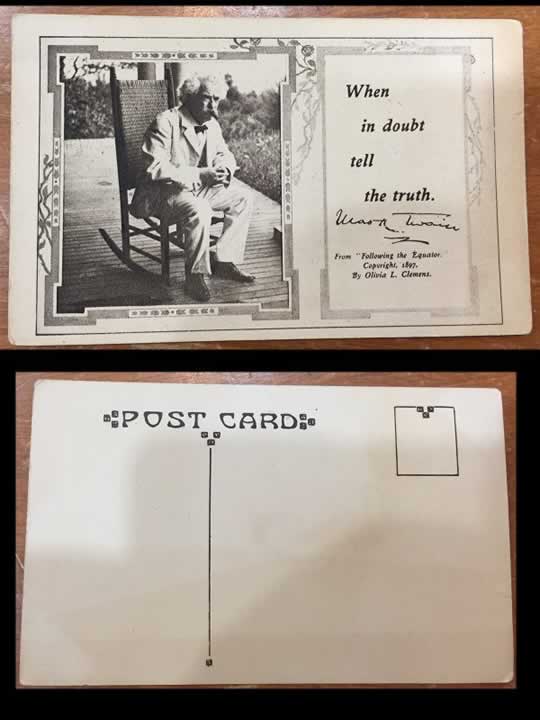 When
in doubt
tell
the truth.
Mark Twain
From "Following the Equator.
Copyright, 1897,
By Olivia L. Clemens.
POST CARD